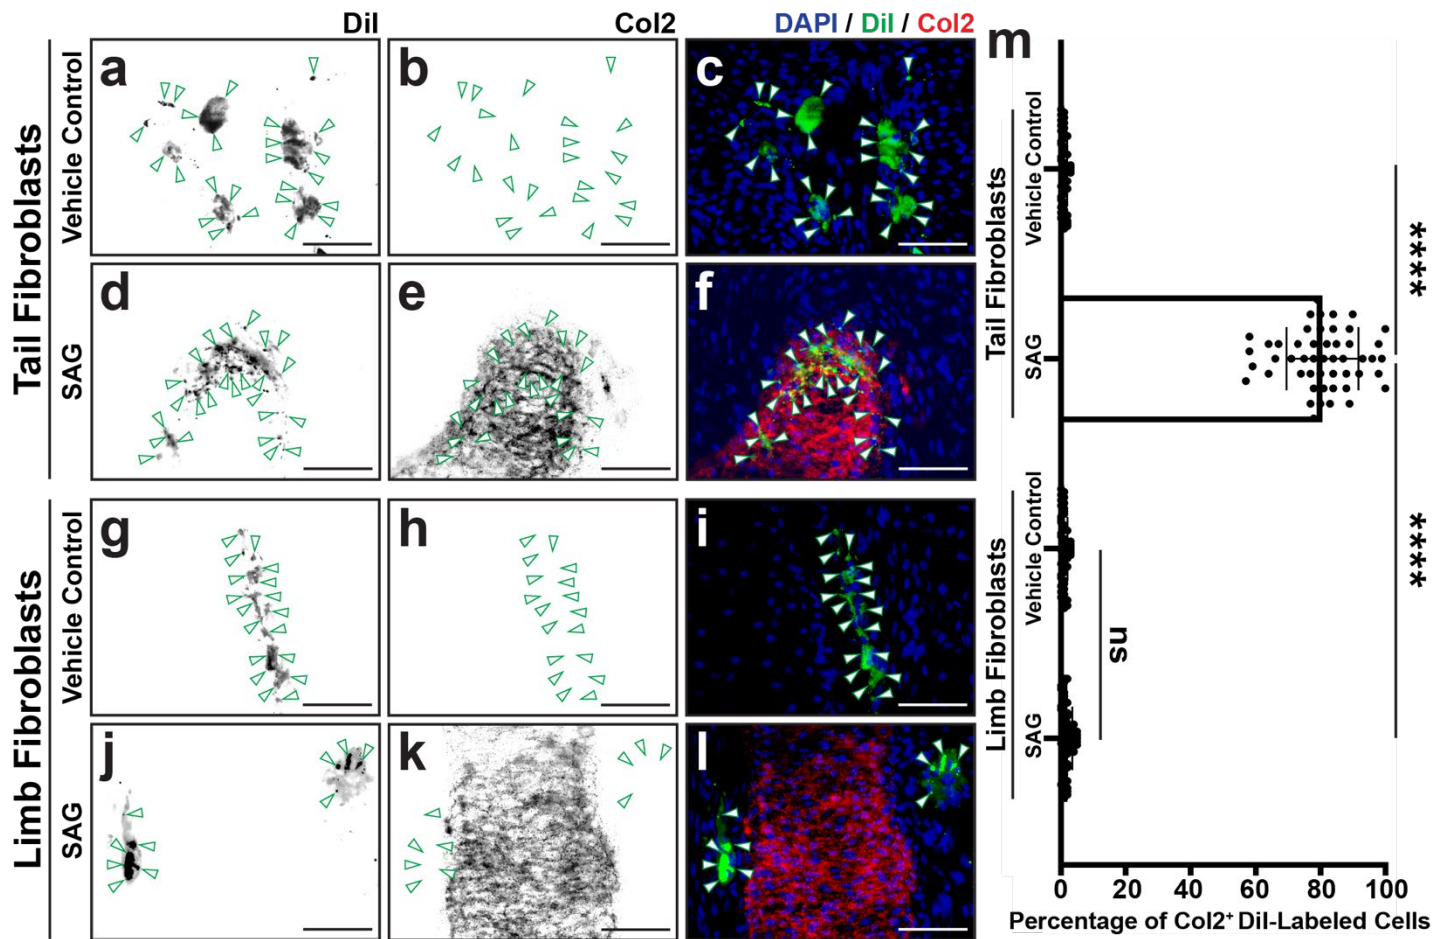 DiI
Col2
DAPI / DiI / Col2
Tail Fibroblasts
Vehicle Control
a
b
c
SAG
d
e
f
Limb Fibroblasts
Vehicle Control
g
h
i
SAG
j
k
l
m
Tail Fibroblasts
Vehicle Control
SAG
Limb Fibroblasts
Vehicle Control
SAG
****
****
ns
0 20 40 60 80 100
Percentage of Col2⁺ DiI-Labeled Cells